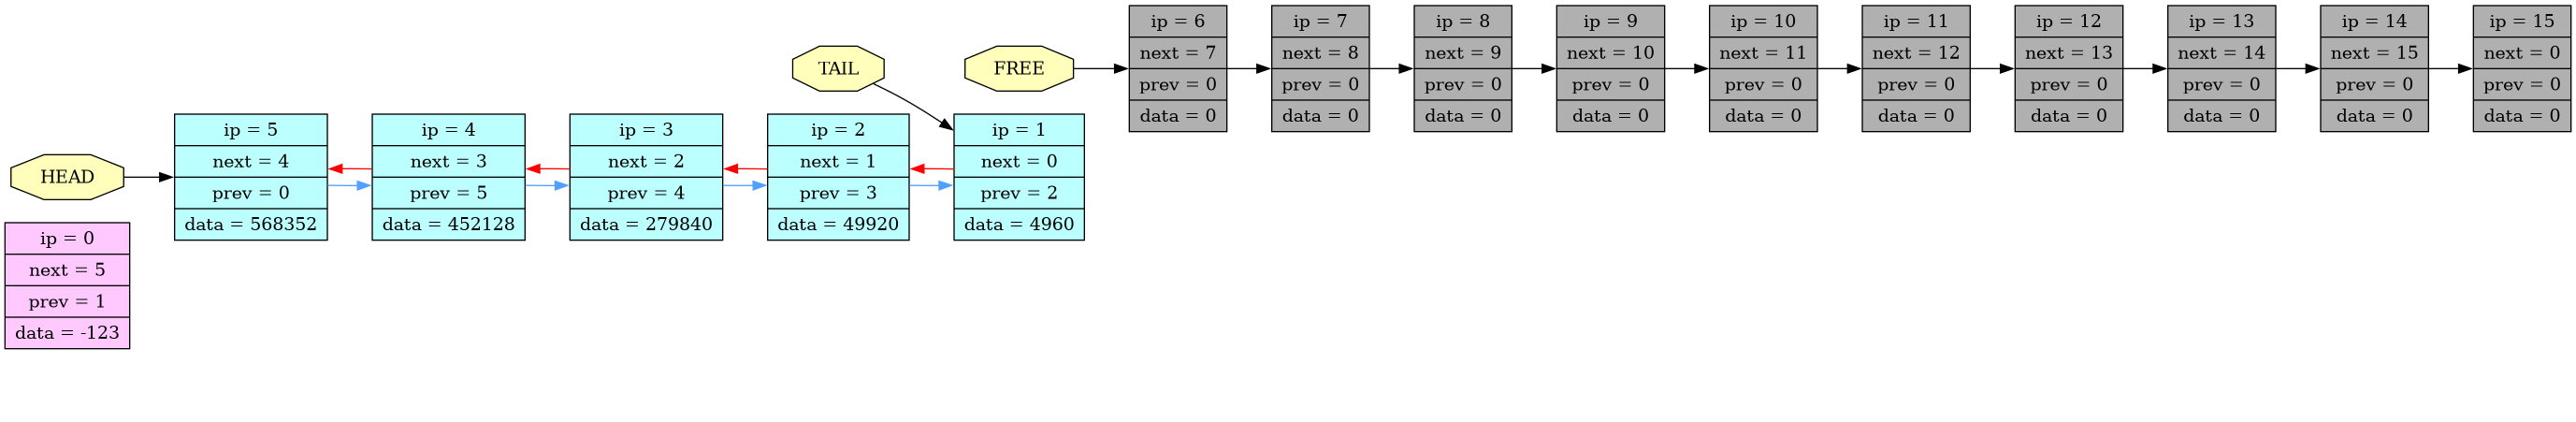 HEAD
ip = 0
next = 5
prev = 1
data = -123
ip = 5
next = 4
prev = 0
data = 568352
ip = 4
next = 3
prev = 5
data = 452128
ip = 3
next = 2
prev = 4
data = 279840
TAIL
ip = 2
next = 1
prev = 3
data = 49920
FREE
ip = 1
next = 0
prev = 2
data = 4960
ip = 6
next = 7
prev = 0
data = 0
ip = 7
next = 8
prev = 0
data = 0
ip = 8
next = 9
prev = 0
data = 0
ip = 9
next = 10
prev = 0
data = 0
ip = 10
next = 11
prev = 0
data = 0
ip = 11
next = 12
prev = 0
data = 0
ip = 12
next = 13
prev = 0
data = 0
ip = 13
next = 14
prev = 0
data = 0
ip = 14
next = 15
prev = 0
data = 0
ip = 15
next = 0
prev = 0
data = 0